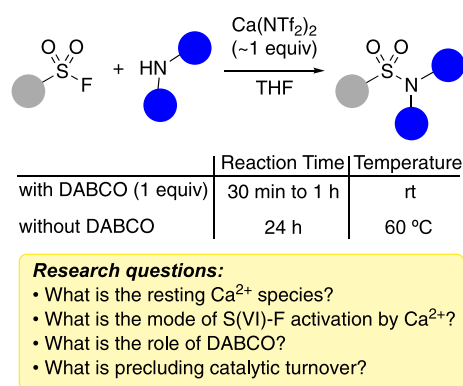 Ca(NTf₂)₂
(~1 equiv)
THF
O O
S
F
+
HN
O O
S
N
Reaction Time Temperature
with DABCO (1 equiv) 30 min to 1 h rt
without DABCO 24 h 60 ºC
Research questions:
• What is the resting Ca²⁺ species?
• What is the mode of S(VI)-F activation by Ca²⁺?
• What is the role of DABCO?
• What is precluding catalytic turnover?